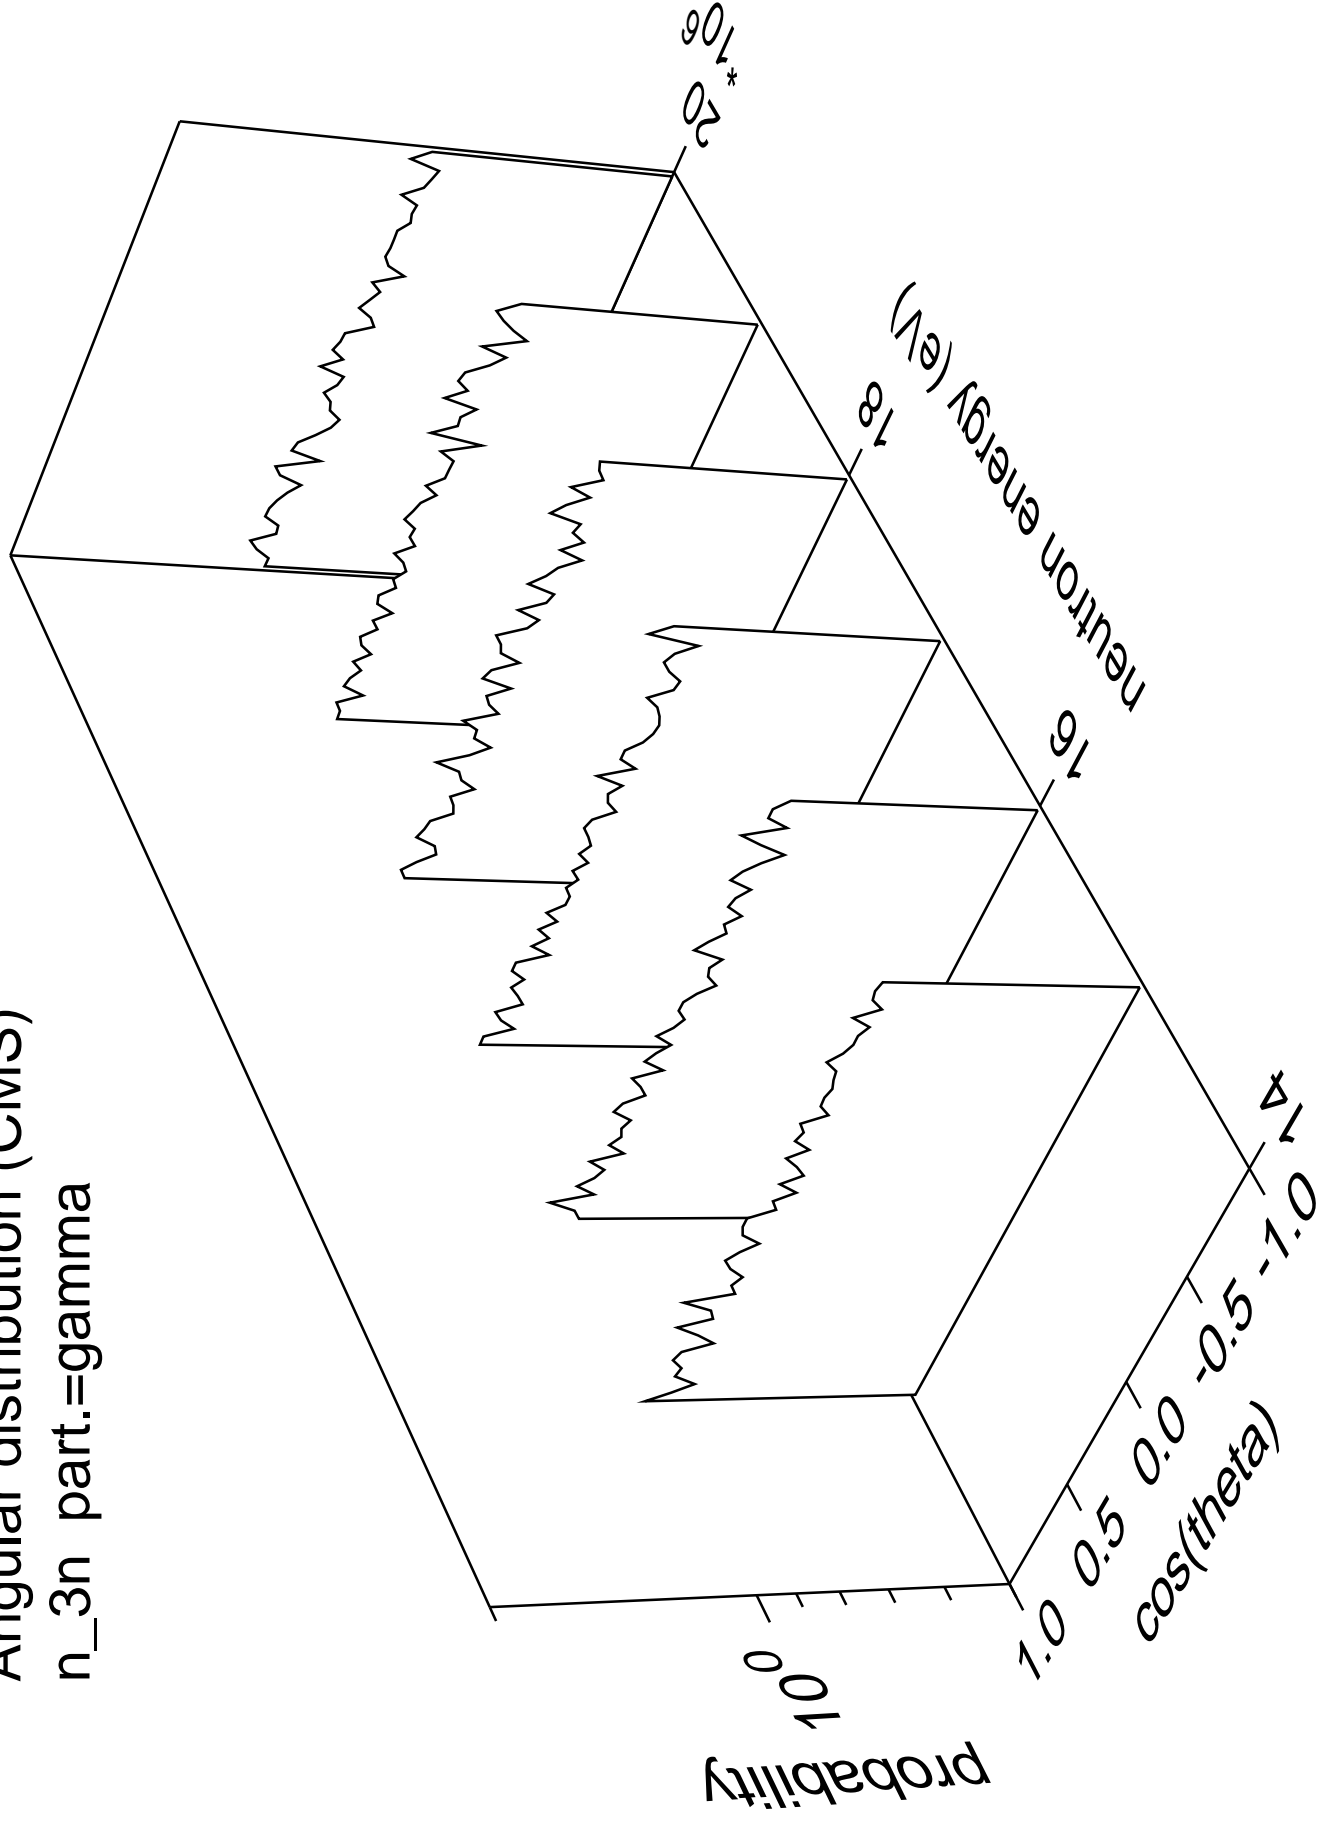 Angular distribution (CMS)
n_3n part.=gamma
probability
10 0
1.0
0.5
0.0
-0.5
-1.0
cos(theta)
14
16
18
20
*10 6
neutron energy (eV)